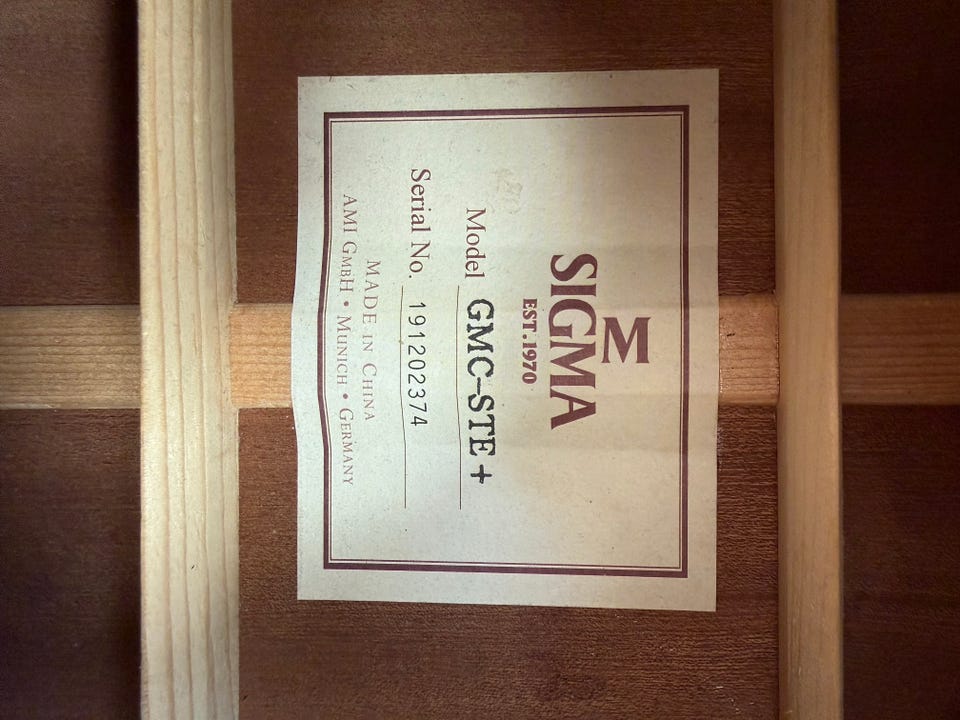 SIGMA
EST. 1970
Model GMC-STE+
Serial No. 191202374
MADE IN CHINA
AMI GMBH • MUNICH • GERMANY